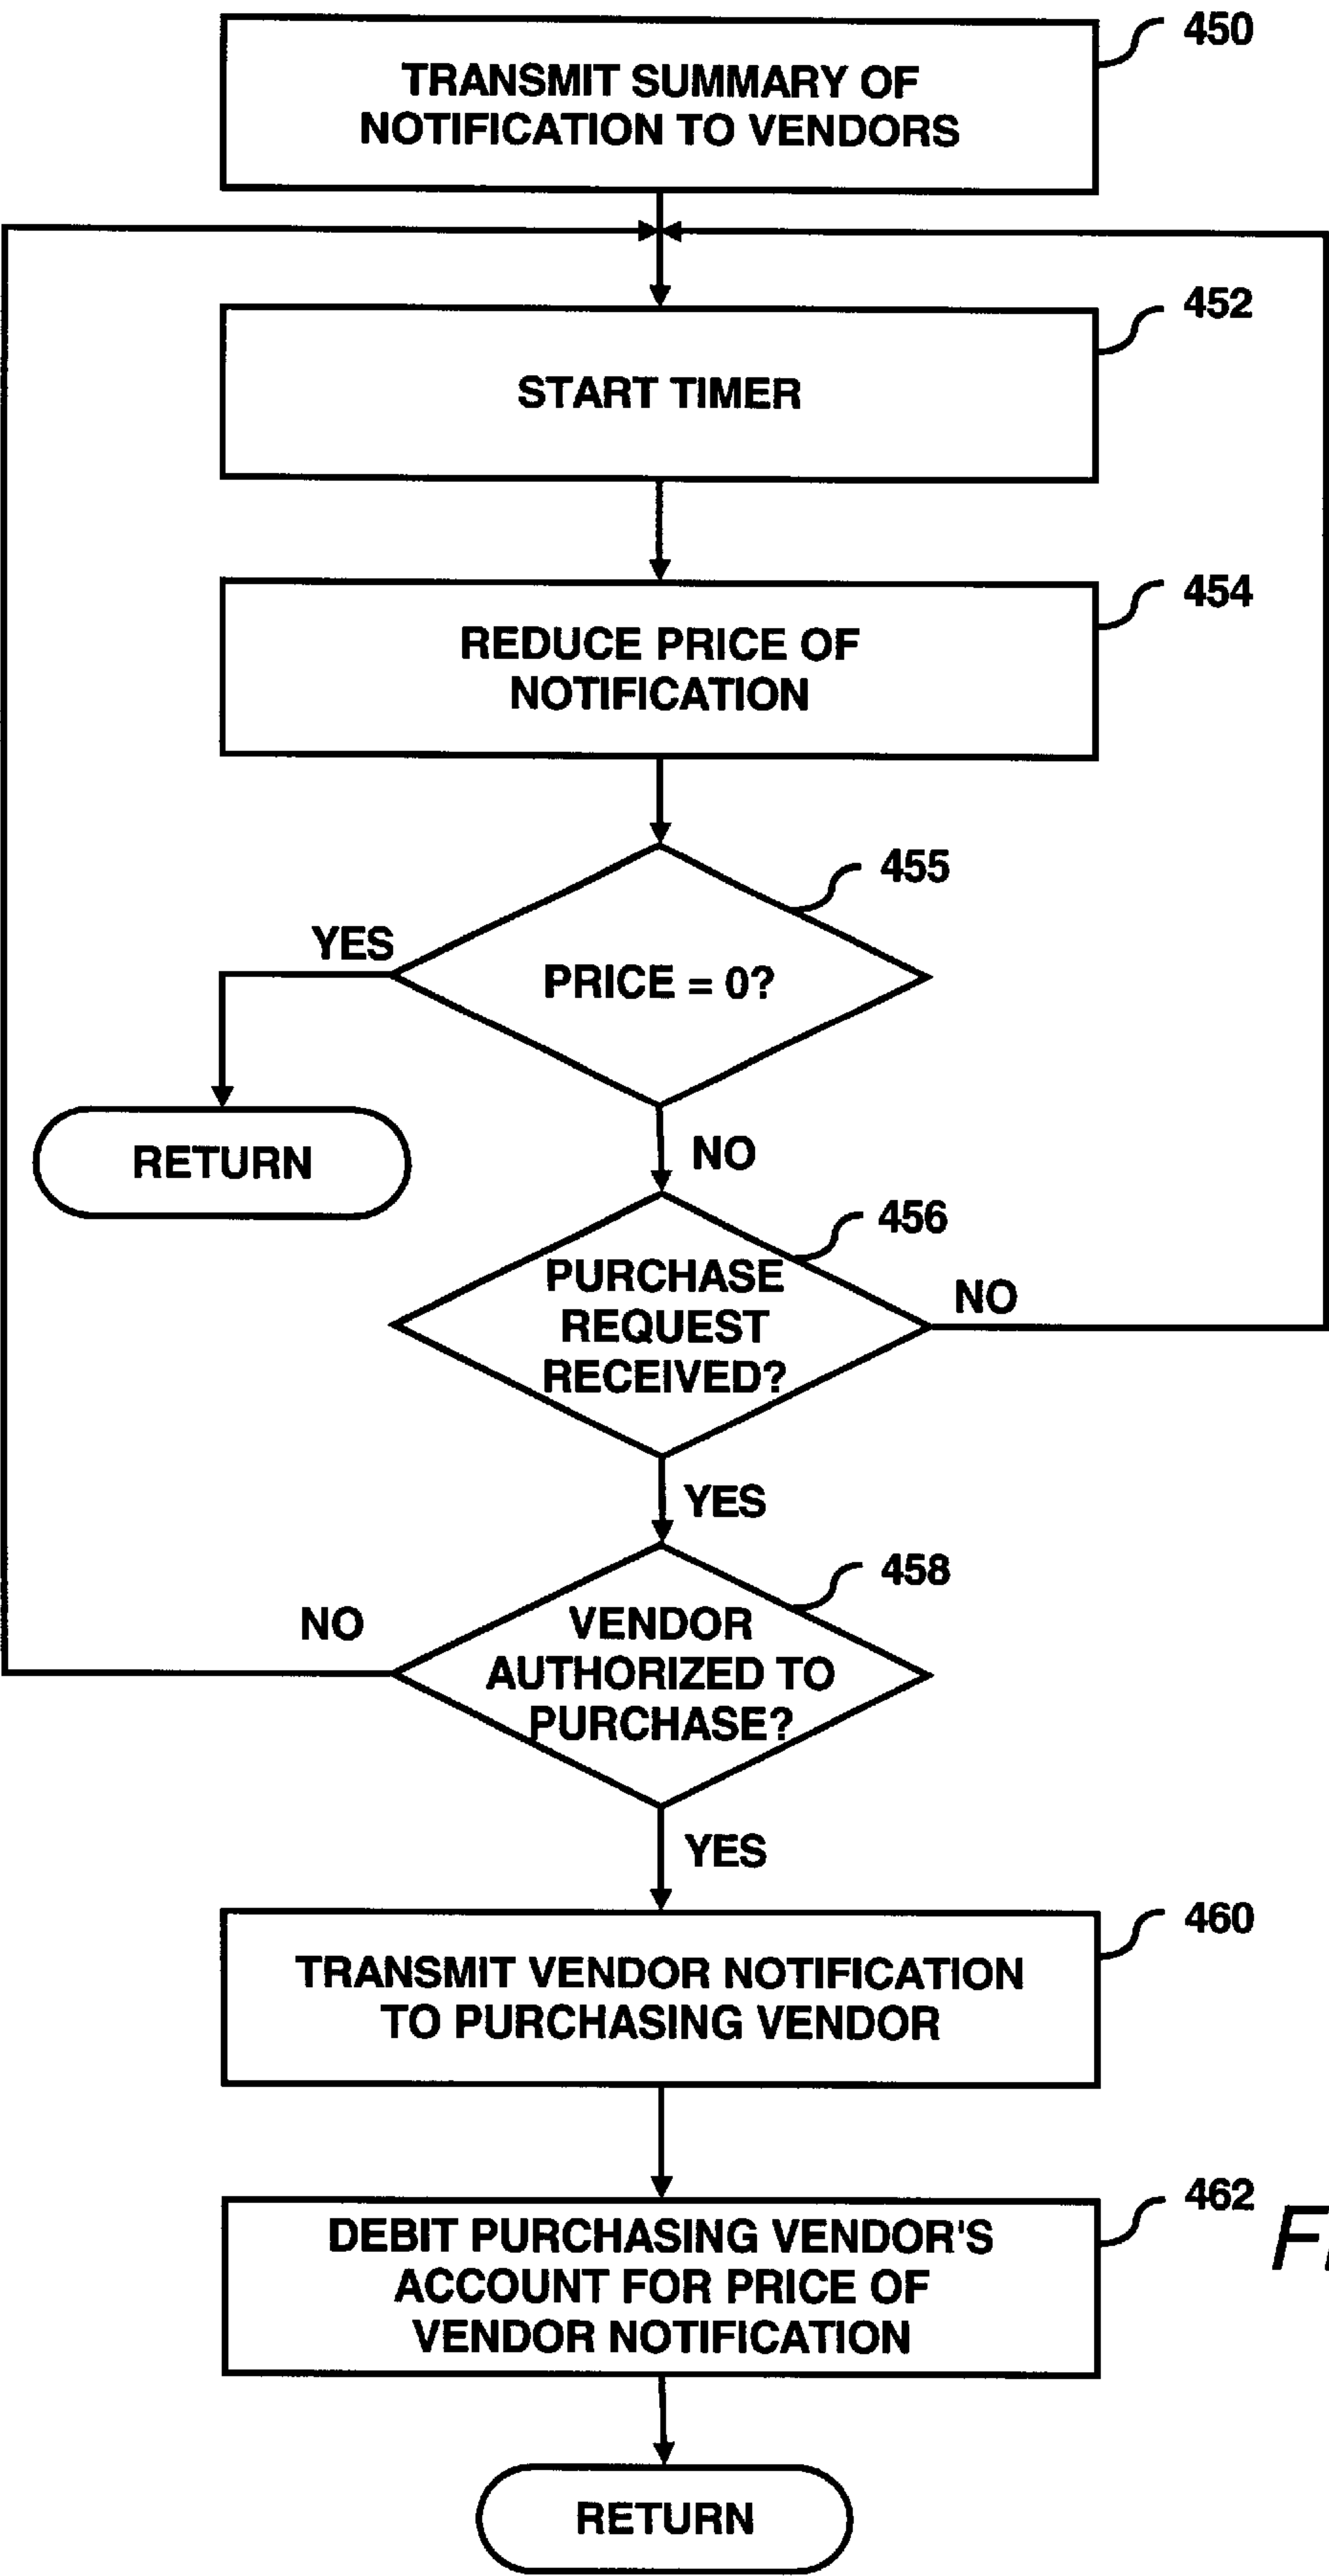 450
TRANSMIT SUMMARY OF
NOTIFICATION TO VENDORS
452
START TIMER
454
REDUCE PRICE OF
NOTIFICATION
455
YES
PRICE = 0?
RETURN
NO
456
PURCHASE
REQUEST
RECEIVED?
NO
YES
458
NO
VENDOR
AUTHORIZED TO
PURCHASE?
YES
460
TRANSMIT VENDOR NOTIFICATION
TO PURCHASING VENDOR
462
DEBIT PURCHASING VENDOR'S
ACCOUNT FOR PRICE OF
VENDOR NOTIFICATION
RETURN